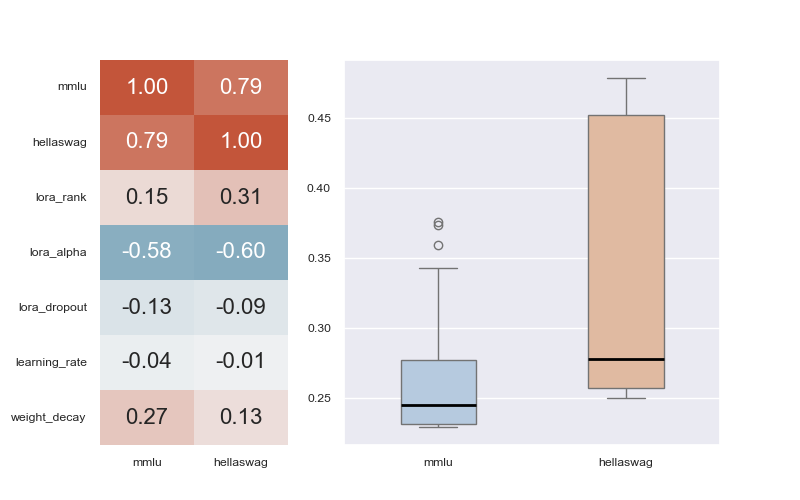 mmlu 1.00 0.79
hellaswag 0.79 1.00
lora_rank 0.15 0.31
lora_alpha -0.58 -0.60
lora_dropout -0.13 -0.09
learning_rate -0.04 -0.01
weight_decay 0.27 0.13
mmlu hellaswag
0.45
0.40
0.35
0.30
0.25
mmlu hellaswag